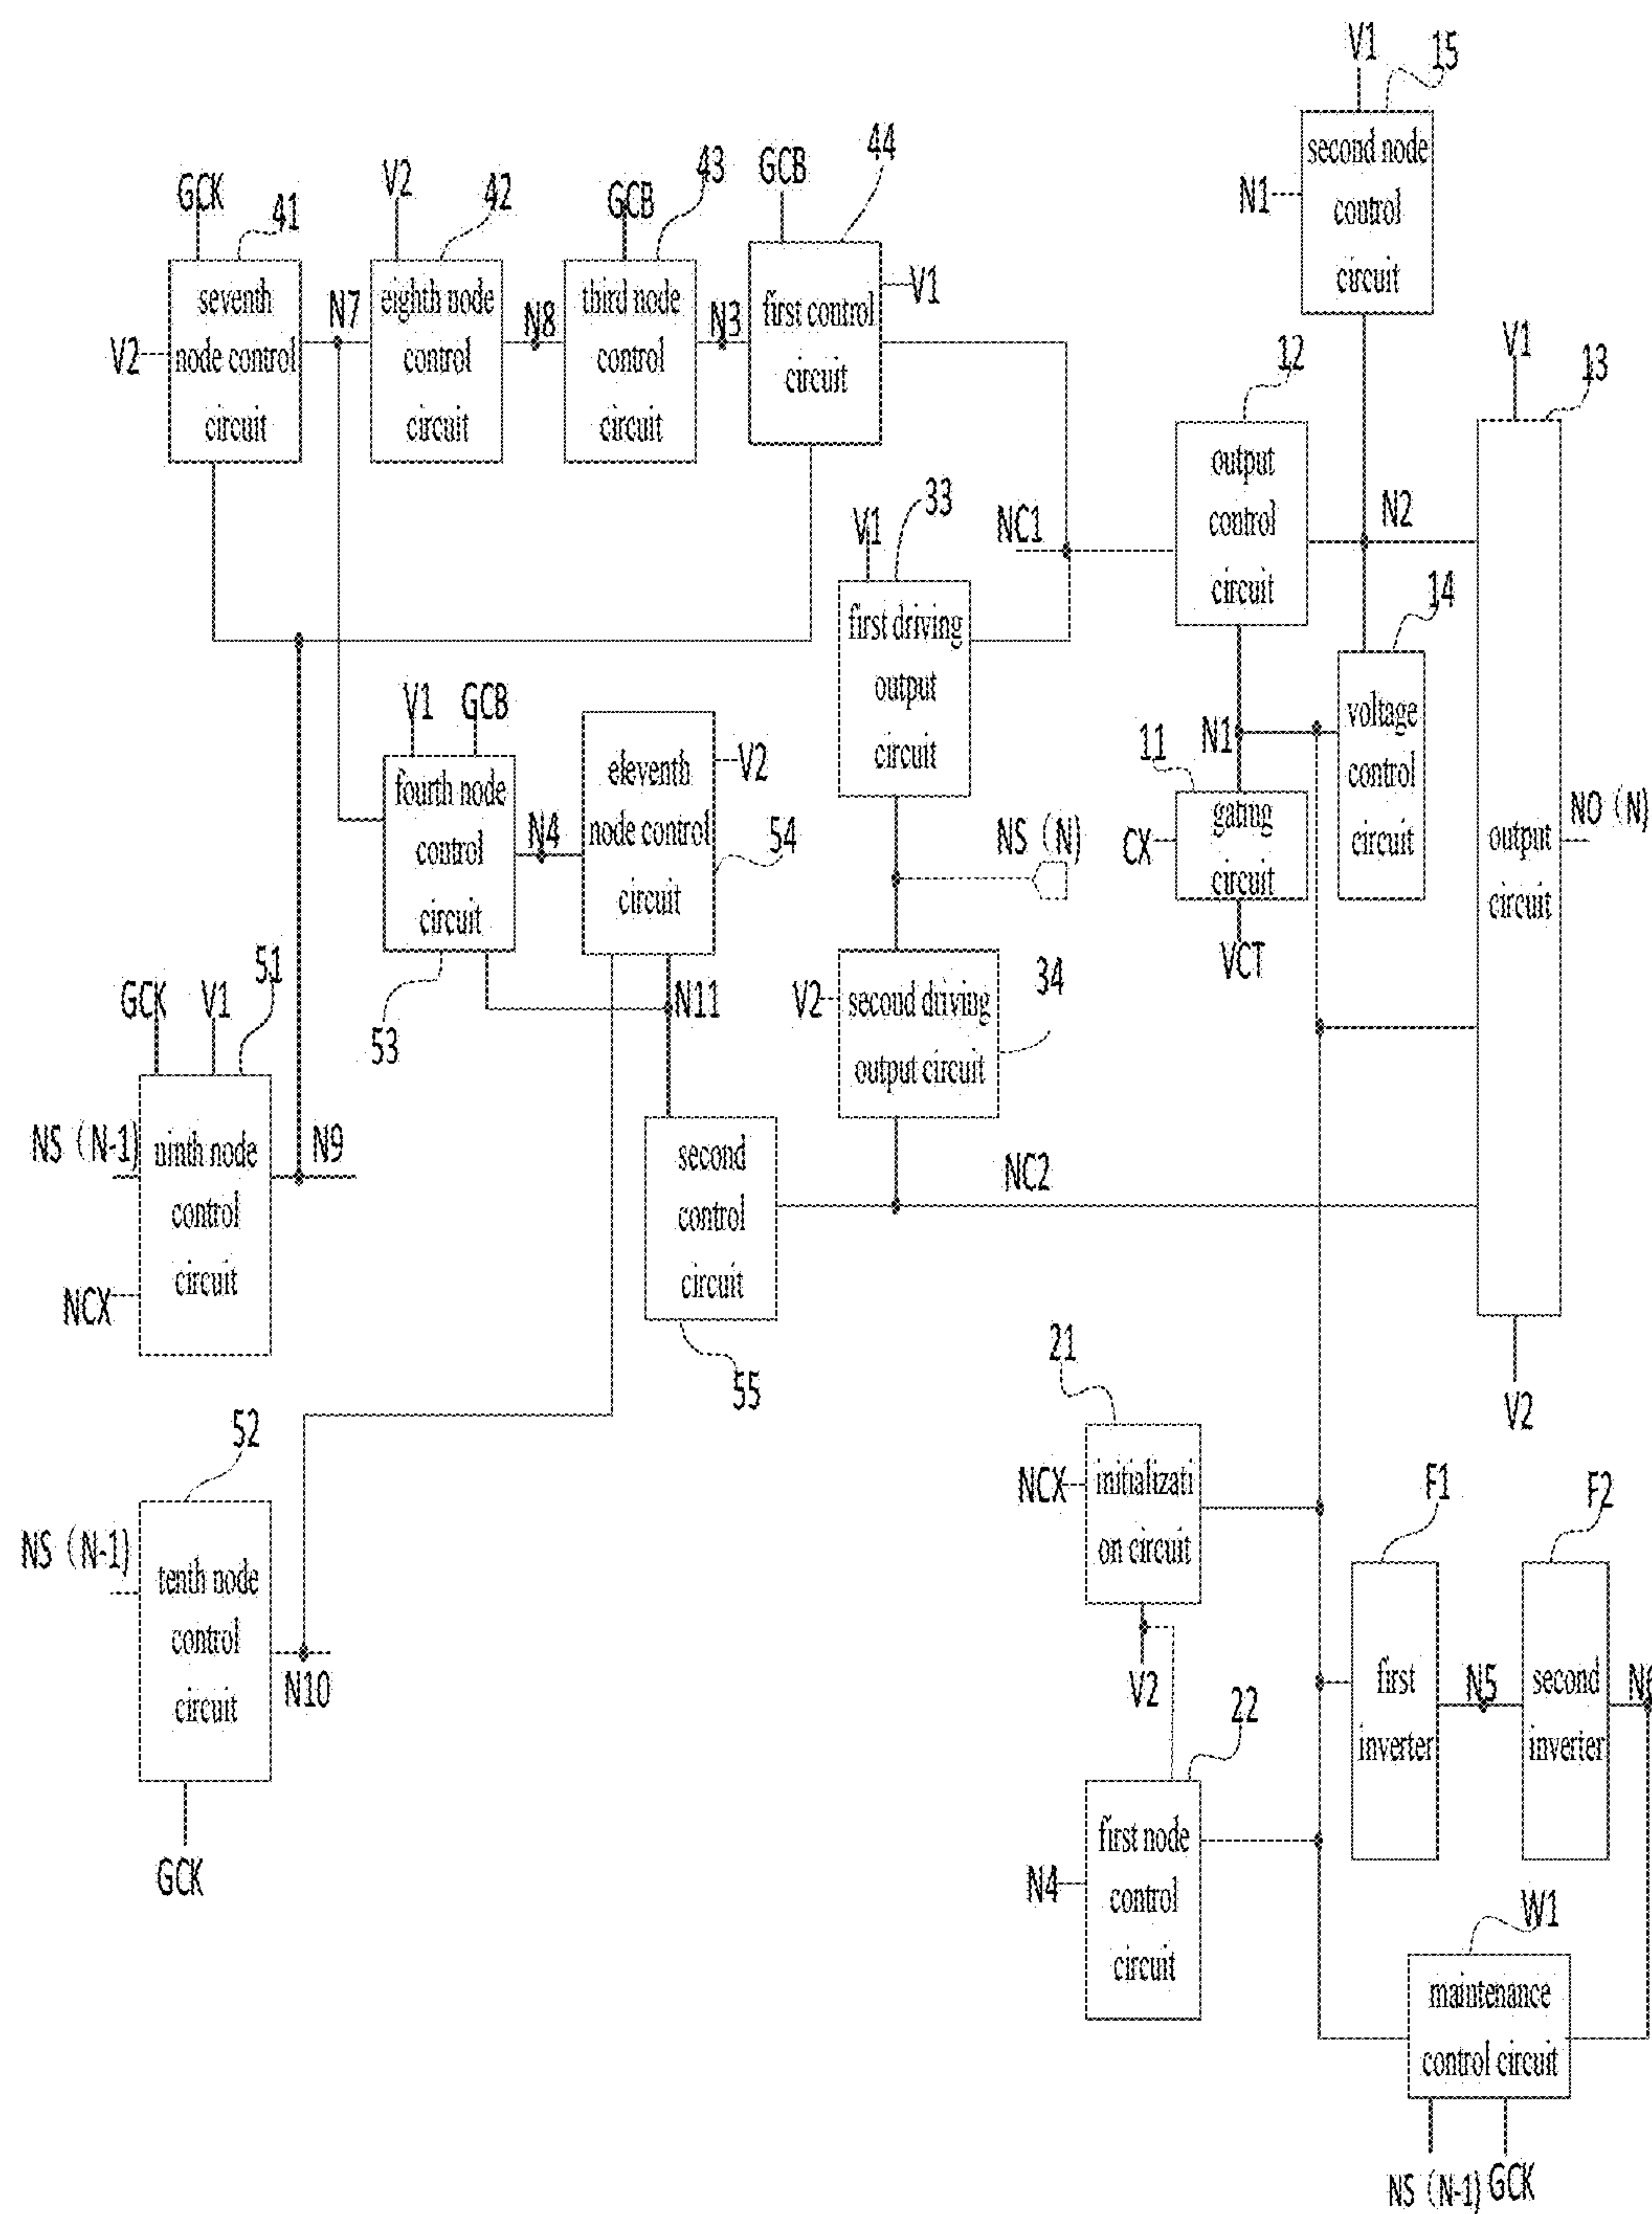 V1
15
second node
control
circuit
N1
GCK
41
V2
42
GCB
43
GCB
44
seventh
node control
circuit
V2
N7
eighth node
control
circuit
N8
third node
control
circuit
N3
first control
circuit
V1
12
V1
13
output
control
circuit
N2
NC1
V1
33
first driving
output
circuit
14
voltage
control
circuit
N1
11
gating
circuit
CX
VCT
output
circuit
NO (N)
V1
GCB
fourth node
control
circuit
53
N4
eleventh
node control
circuit
V2
54
NS (N)
N11
V2
second driving
output circuit
34
GCK
V1
51
NS (N-1)
ninth node
control
circuit
N9
NCX
second
control
circuit
55
NC2
V2
21
NCX
initializati
on circuit
V2
52
NS (N-1)
tenth node
control
circuit
N10
GCK
F1
F2
first
inverter
N5
second
inverter
N6
22
first node
control
circuit
N4
W1
maintenance
control circuit
NS (N-1)
GCK